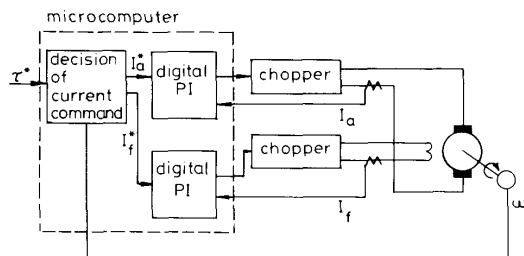 microcomputer
τ*
decision
of
current
command
I*a
digital
PI
chopper
Ia
I*f
digital
PI
chopper
If
ω